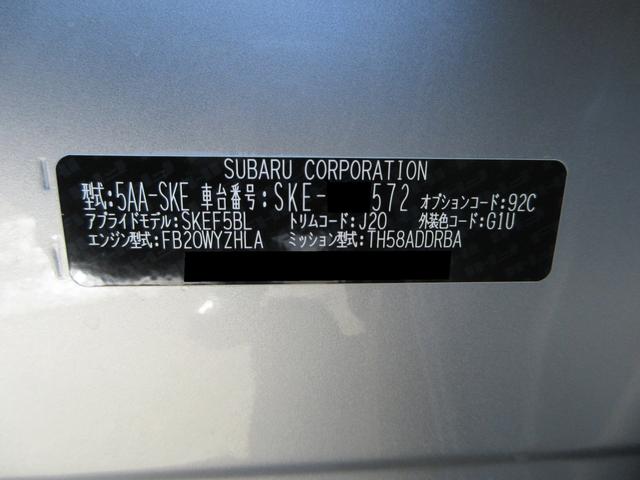 SUBARU CORPORATION
型式:5AA-SKE 車台番号:SKE- 572 オプションコード:92C
アプライドモデル:SKEF5BL トリムコード:J20 外装色コード:G1U
エンジン型式:FB20WYZHLA ミッション型式:TH58ADDRBA